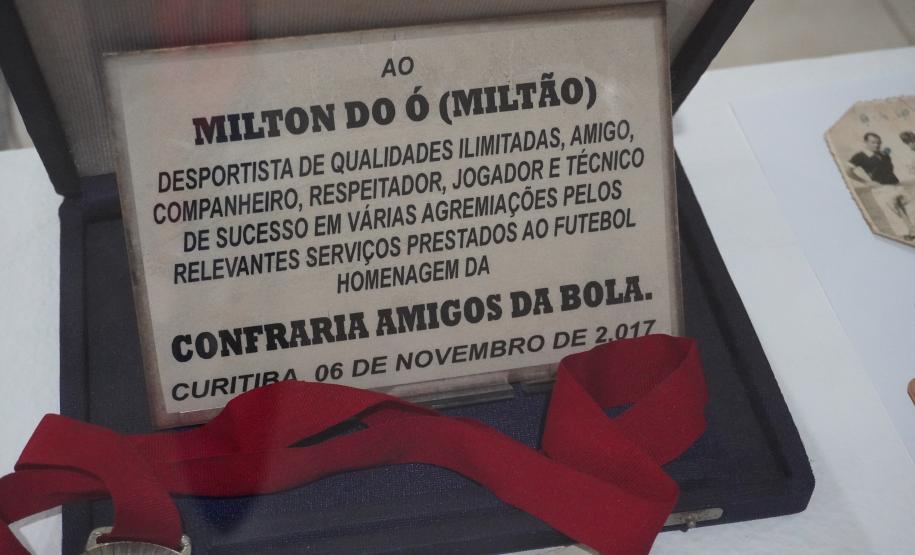 AO
MILTON DO Ó (MILTÃO)
DESPORTISTA DE QUALIDADES ILIMITADAS, AMIGO,
COMPANHEIRO, RESPEITADOR, JOGADOR E TÉCNICO
DE SUCESSO EM VÁRIAS AGREMIAÇÕES PELOS
RELEVANTES SERVIÇOS PRESTADOS AO FUTEBOL
HOMENAGEM DA
CONFRARIA AMIGOS DA BOLA.
CURITIBA, 06 DE NOVEMBRO DE 2,017